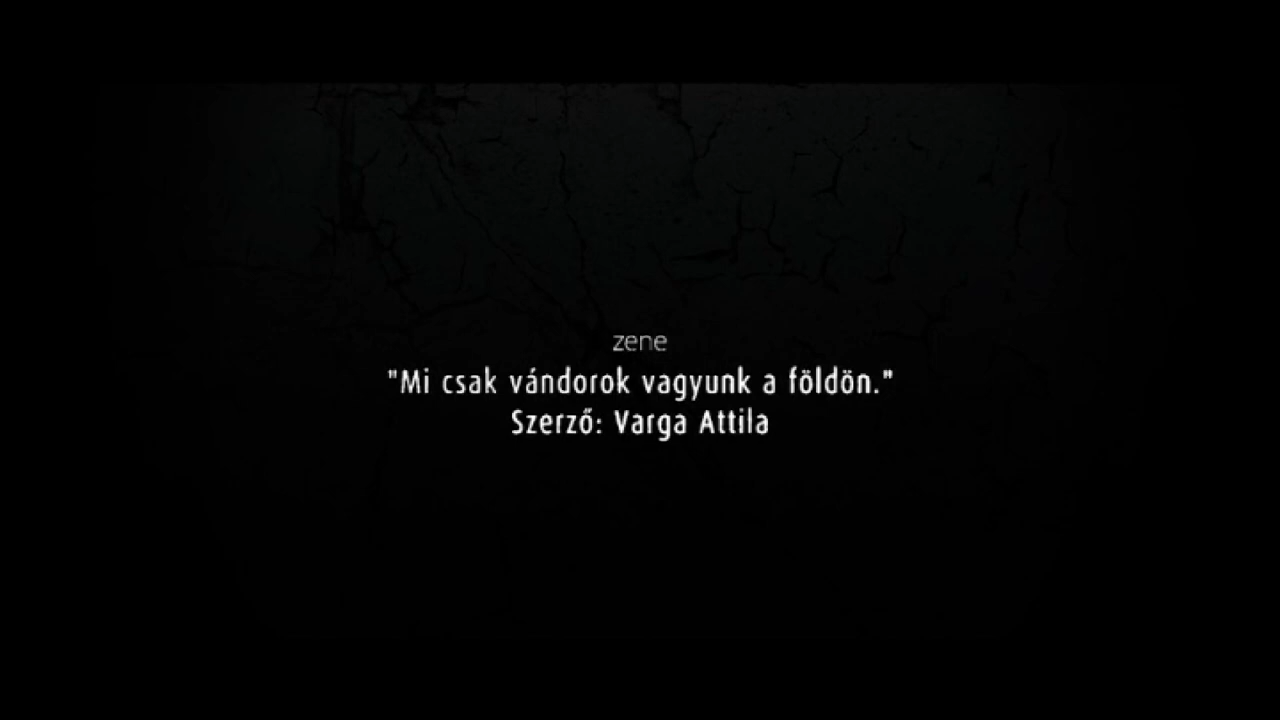 zene
"Mi csak vándorok vagyunk a földön."
Szerző: Varga Attila